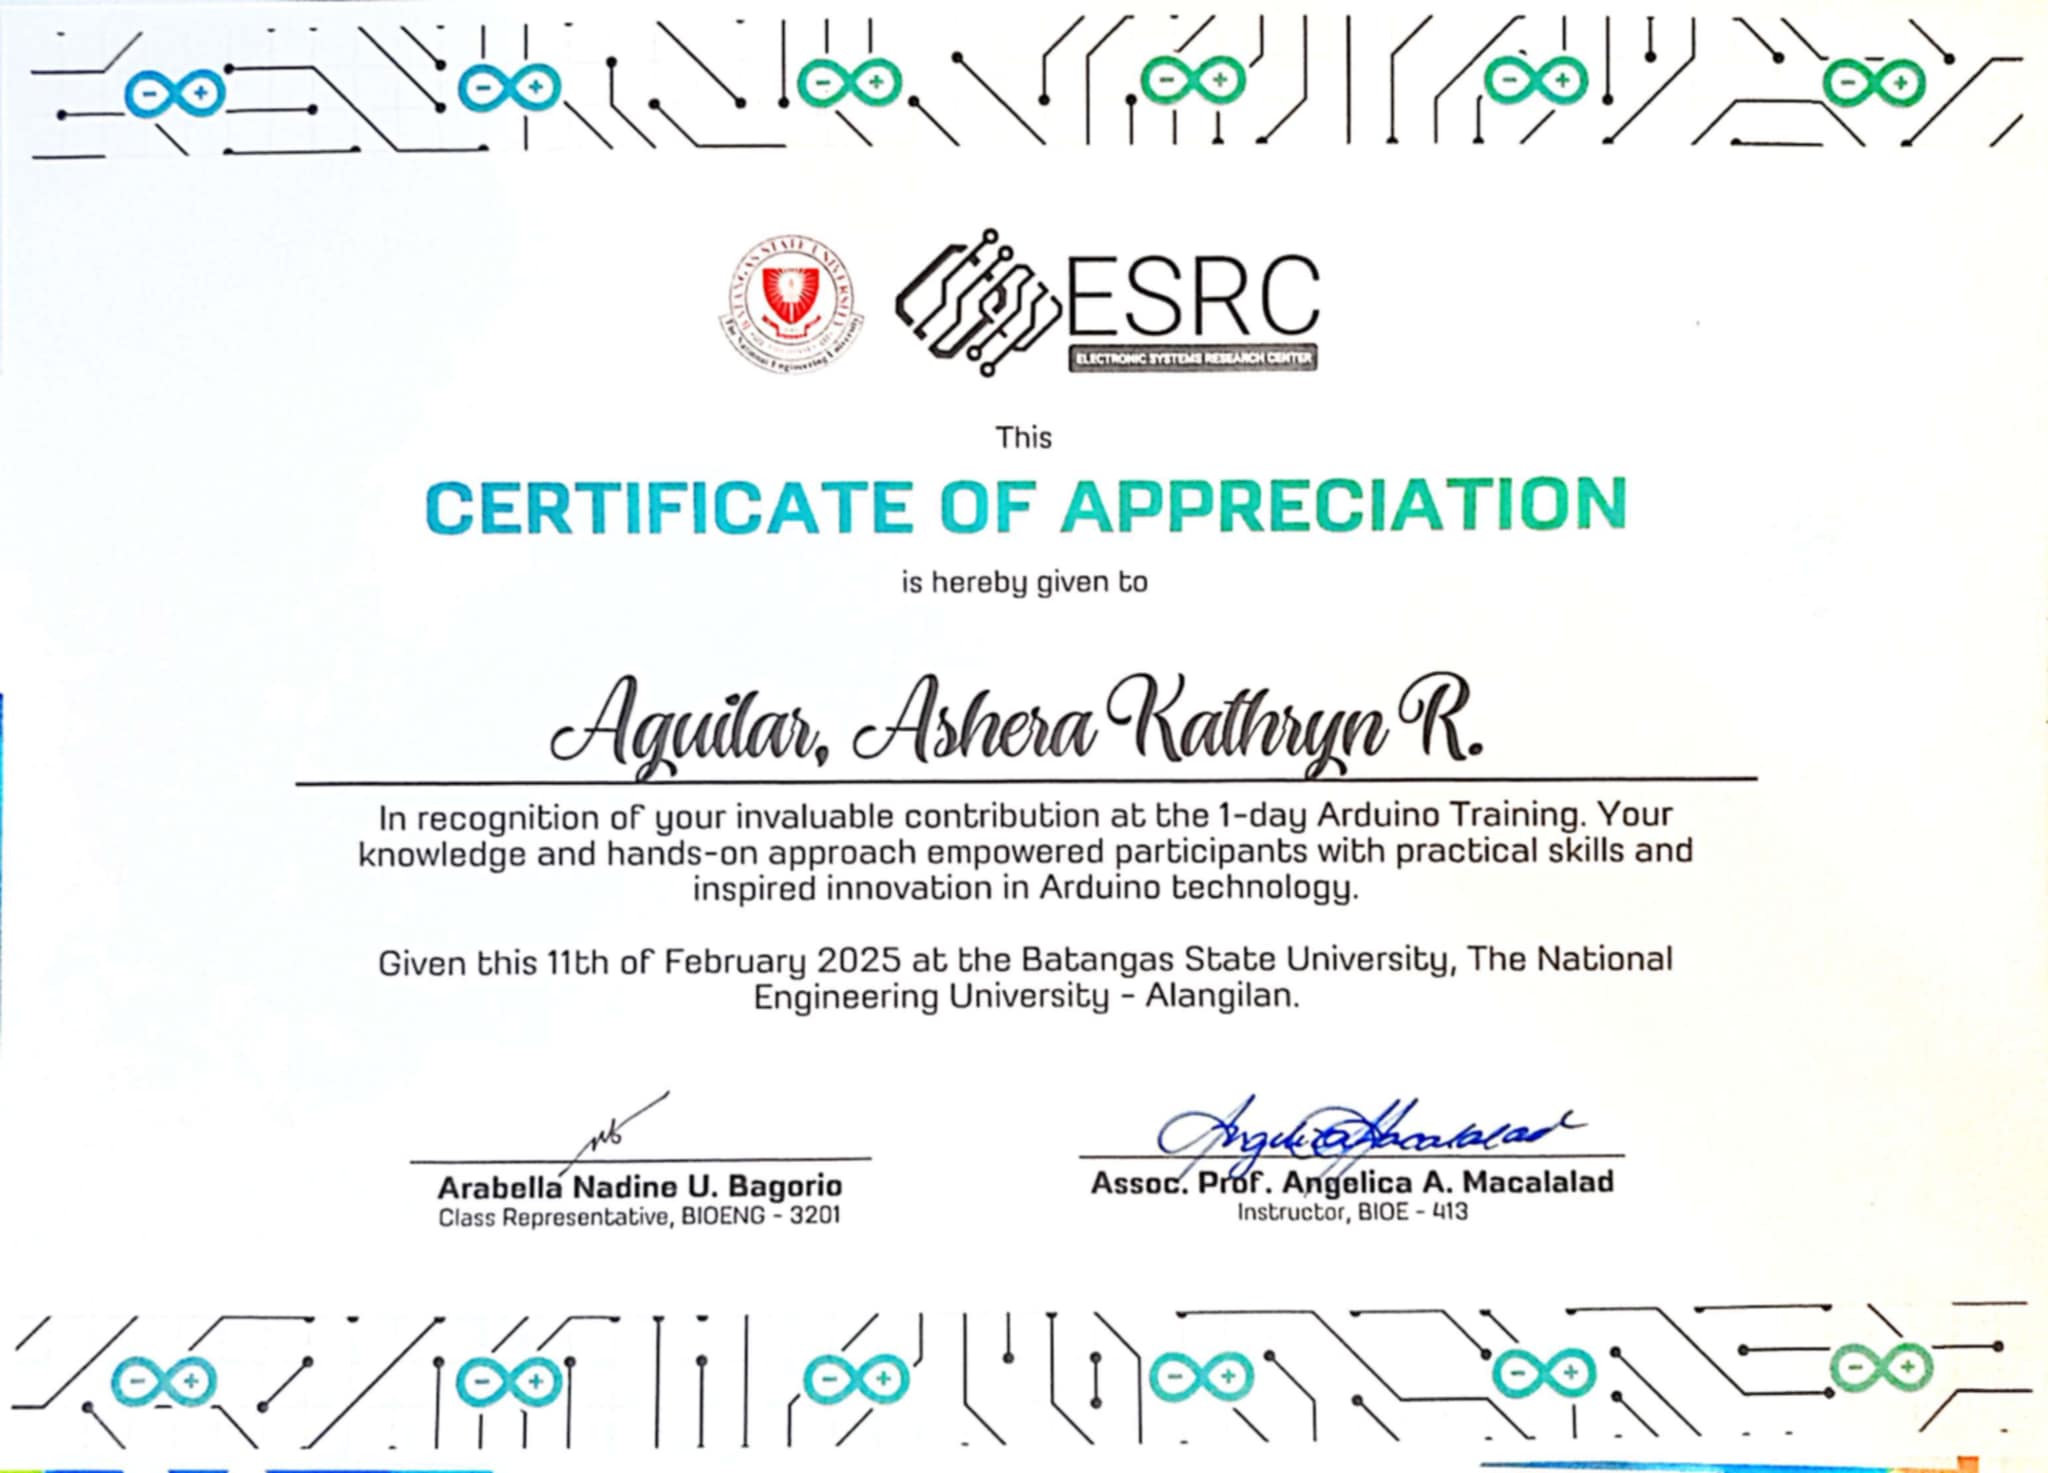 BATANGAS STATE UNIVERSITY
The National Engineering University
ESRC
ELECTRONIC SYSTEMS RESEARCH CENTER
This
CERTIFICATE OF APPRECIATION
is hereby given to
Aguilar, Ashera Kathryn R.
In recognition of your invaluable contribution at the 1-day Arduino Training. Your
knowledge and hands-on approach empowered participants with practical skills and
inspired innovation in Arduino technology.
Given this 11th of February 2025 at the Batangas State University, The National
Engineering University - Alangilan.
Angelica A Macalalad
Arabella Nadine U. Bagorio
Class Representative, BIOENG - 3201
Assoc. Prof. Angelica A. Macalalad
Instructor, BIOE - 413